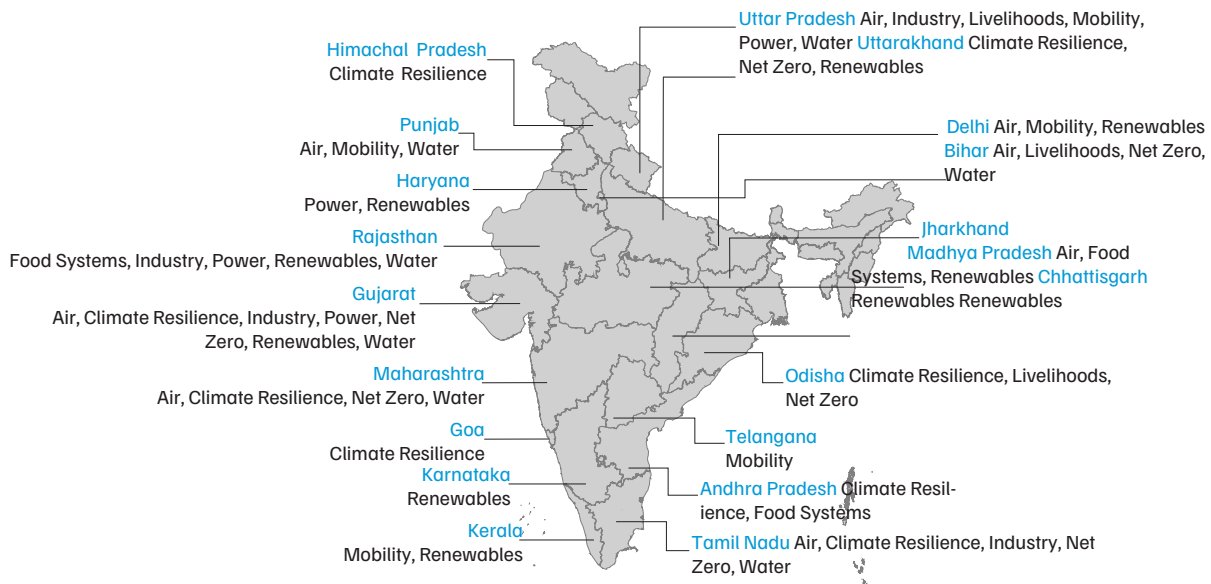 Himachal Pradesh
Climate Resilience
Punjab
Air, Mobility, Water
Haryana
Power, Renewables
Rajasthan
Food Systems, Industry, Power, Renewables, Water
Gujarat
Air, Climate Resilience, Industry, Power, Net
Zero, Renewables, Water
Maharashtra
Air, Climate Resilience, Net Zero, Water
Goa
Climate Resilience
Karnataka
Renewables
Kerala
Mobility, Renewables
Uttar Pradesh Air, Industry, Livelihoods, Mobility,
Power, Water Uttarakhand Climate Resilience,
Net Zero, Renewables
Delhi Air, Mobility, Renewables
Bihar Air, Livelihoods, Net Zero,
Water
Jharkhand
Madhya Pradesh Air, Food
Systems, Renewables Chhattisgarh
Renewables Renewables
Odisha Climate Resilience, Livelihoods,
Net Zero
Telangana
Mobility
Andhra Pradesh Climate Resil-
ience, Food Systems
Tamil Nadu Air, Climate Resilience, Industry, Net
Zero, Water